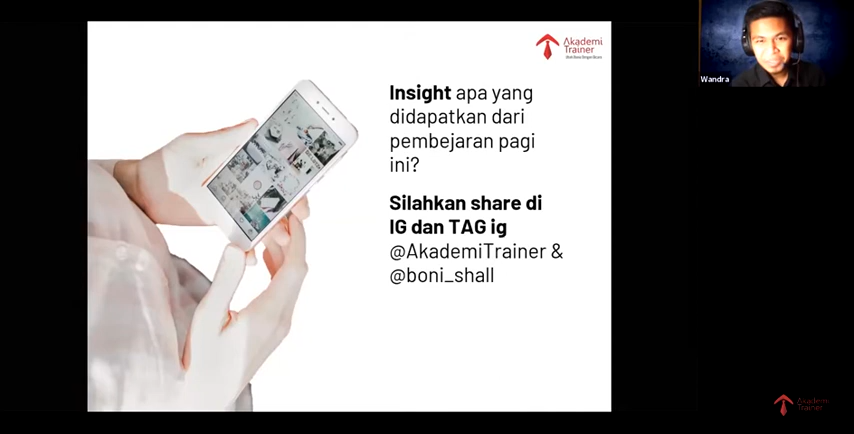 Akademi
Trainer
Insight apa yang
didapatkan dari
pembejaran pagi
ini?
Silahkan share di
IG dan TAG ig
@AkademiTrainer &
@boni_shall
Wandra
Akademi
Trainer